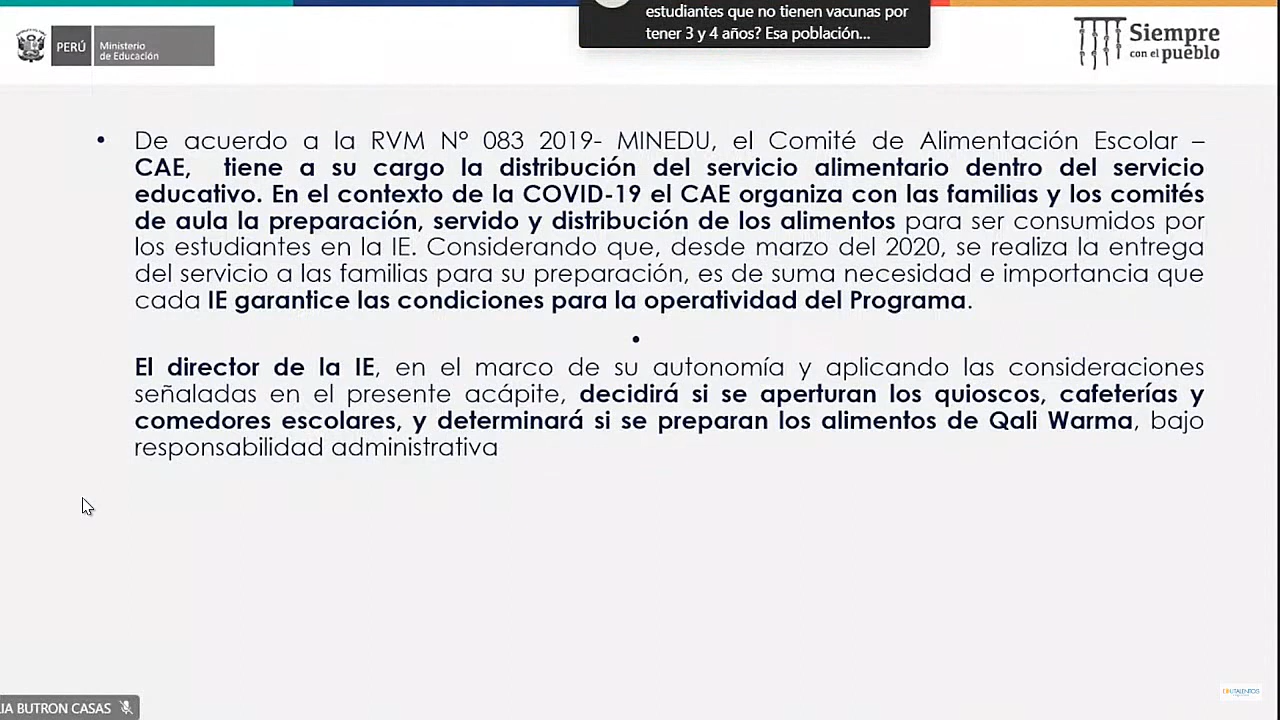 estudiantes que no tienen vacunas por
tener 3 y 4 años? Esa población...
PERÚ
Ministerio
de Educación
Siempre
con el pueblo
• De acuerdo a la RVM N° 083 2019- MINEDU, el Comité de Alimentación Escolar –
CAE, tiene a su cargo la distribución del servicio alimentario dentro del servicio
educativo. En el contexto de la COVID-19 el CAE organiza con las familias y los comités
de aula la preparación, servido y distribución de los alimentos para ser consumidos por
los estudiantes en la IE. Considerando que, desde marzo del 2020, se realiza la entrega
del servicio a las familias para su preparación, es de suma necesidad e importancia que
cada IE garantice las condiciones para la operatividad del Programa.
•
El director de la IE, en el marco de su autonomía y aplicando las consideraciones
señaladas en el presente acápite, decidirá si se aperturan los quioscos, cafeterías y
comedores escolares, y determinará si se preparan los alimentos de Qali Warma, bajo
responsabilidad administrativa
IA BUTRON CASAS